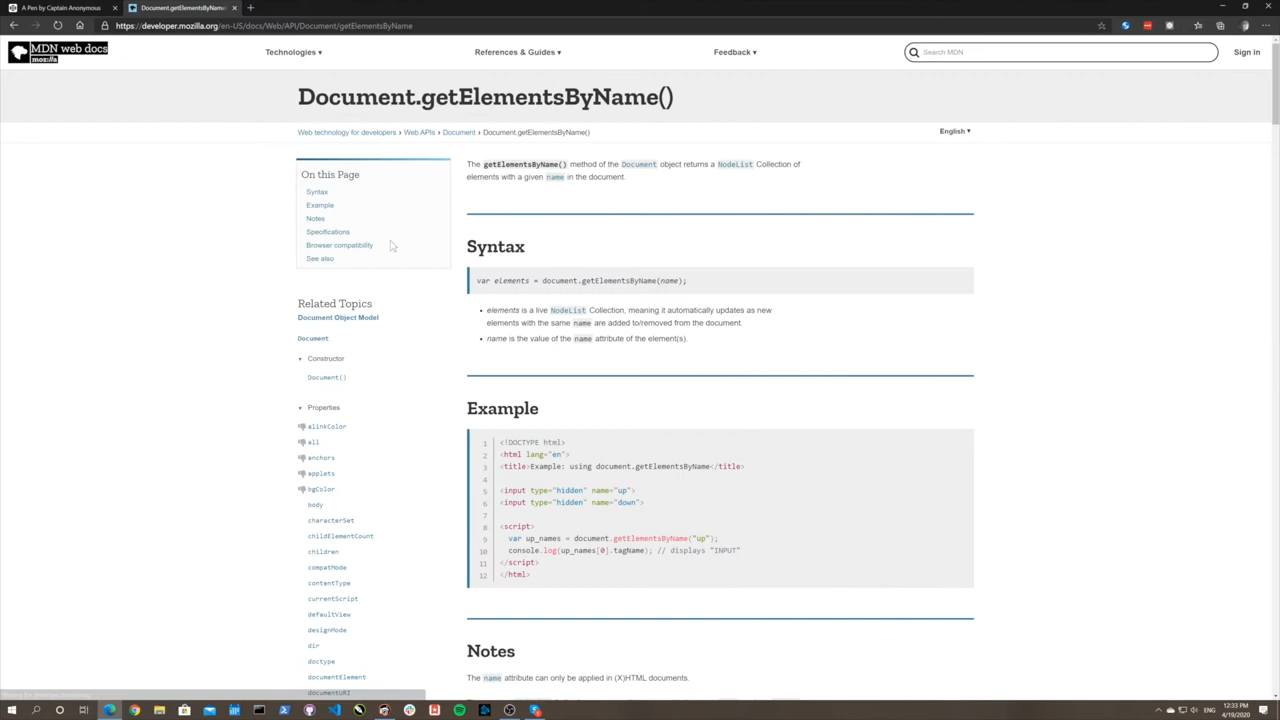 A Pen by Captain Anonymous
Document.getElementsByName
https://developer.mozilla.org/en-US/docs/Web/API/Document/getElementsByName
MDN web docs
moz://a
Technologies ▾
References & Guides ▾
Feedback ▾
Search MDN
Sign in
Document.getElementsByName()
Web technology for developers › Web APIs › Document › Document.getElementsByName()
English ▾
On this Page
Syntax
Example
Notes
Specifications
Browser compatibility
See also
Related Topics
Document Object Model
Document
▾ Constructor
Document()
▾ Properties
alinkColor
all
anchors
applets
bgColor
body
characterSet
childElementCount
children
compatMode
contentType
currentScript
defaultView
designMode
dir
doctype
documentElement
documentURI
The getElementsByName() method of the Document object returns a NodeList Collection of
elements with a given name in the document.
Syntax
var elements = document.getElementsByName(name);
• elements is a live NodeList Collection, meaning it automatically updates as new
elements with the same name are added to/removed from the document.
• name is the value of the name attribute of the element(s).
Example
1 <!DOCTYPE html>
2 <html lang="en">
3 <title>Example: using document.getElementsByName</title>
4
5 <input type="hidden" name="up">
6 <input type="hidden" name="down">
7
8 <script>
9 var up_names = document.getElementsByName("up");
10 console.log(up_names[0].tagName); // displays "INPUT"
11 </script>
12 </html>
Notes
The name attribute can only be applied in (X)HTML documents.
12:33 PM
4/19/2020